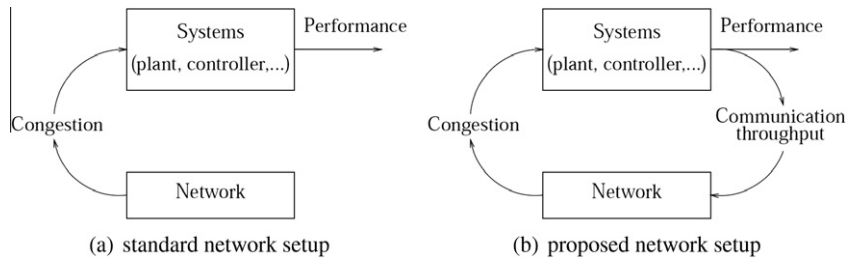 Systems
(plant, controller,...)
Performance
Congestion
Network
(a) standard network setup
Systems
(plant, controller,...)
Performance
Congestion
Communication
throughput
Network
(b) proposed network setup